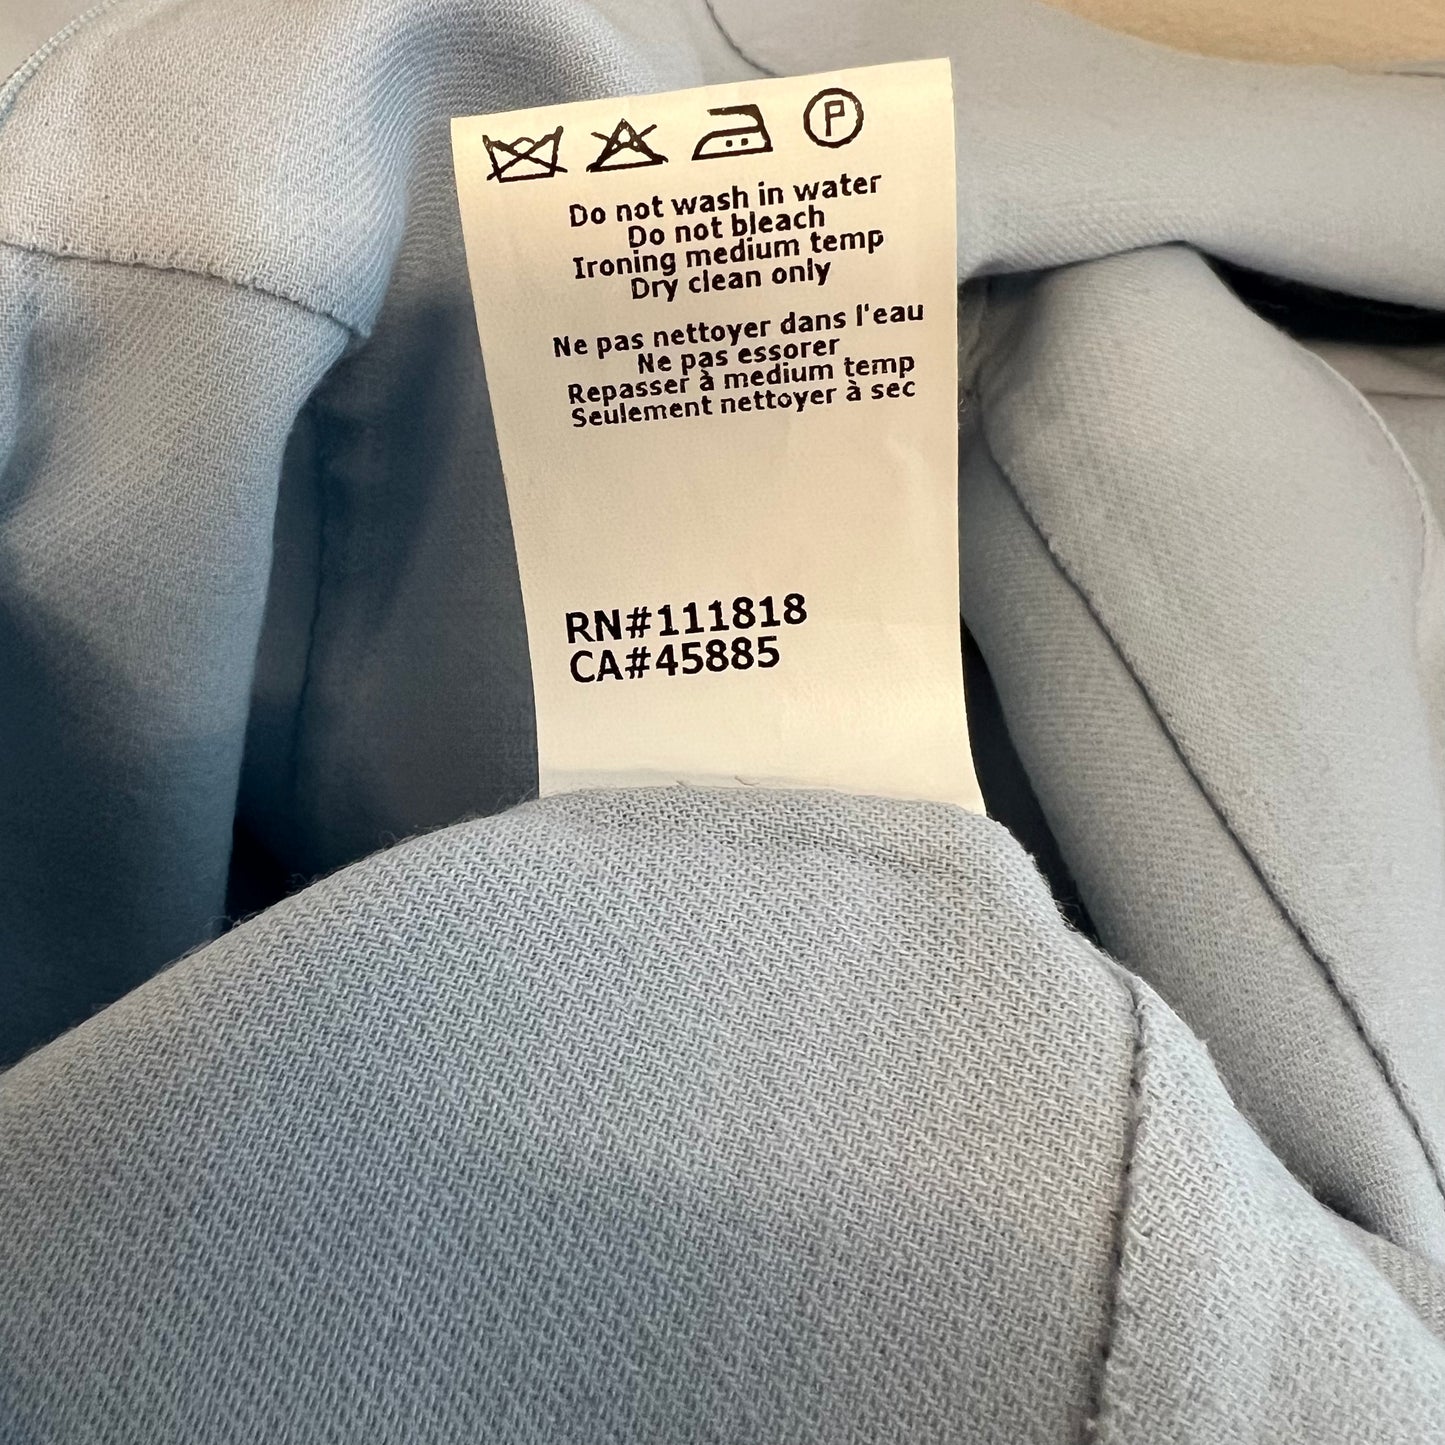 P
Do not wash in water
Do not bleach
Ironing medium temp
Dry clean only
Ne pas nettoyer dans l'eau
Ne pas essorer
Repasser à medium temp
Seulement nettoyer à sec
RN#111818
CA#45885